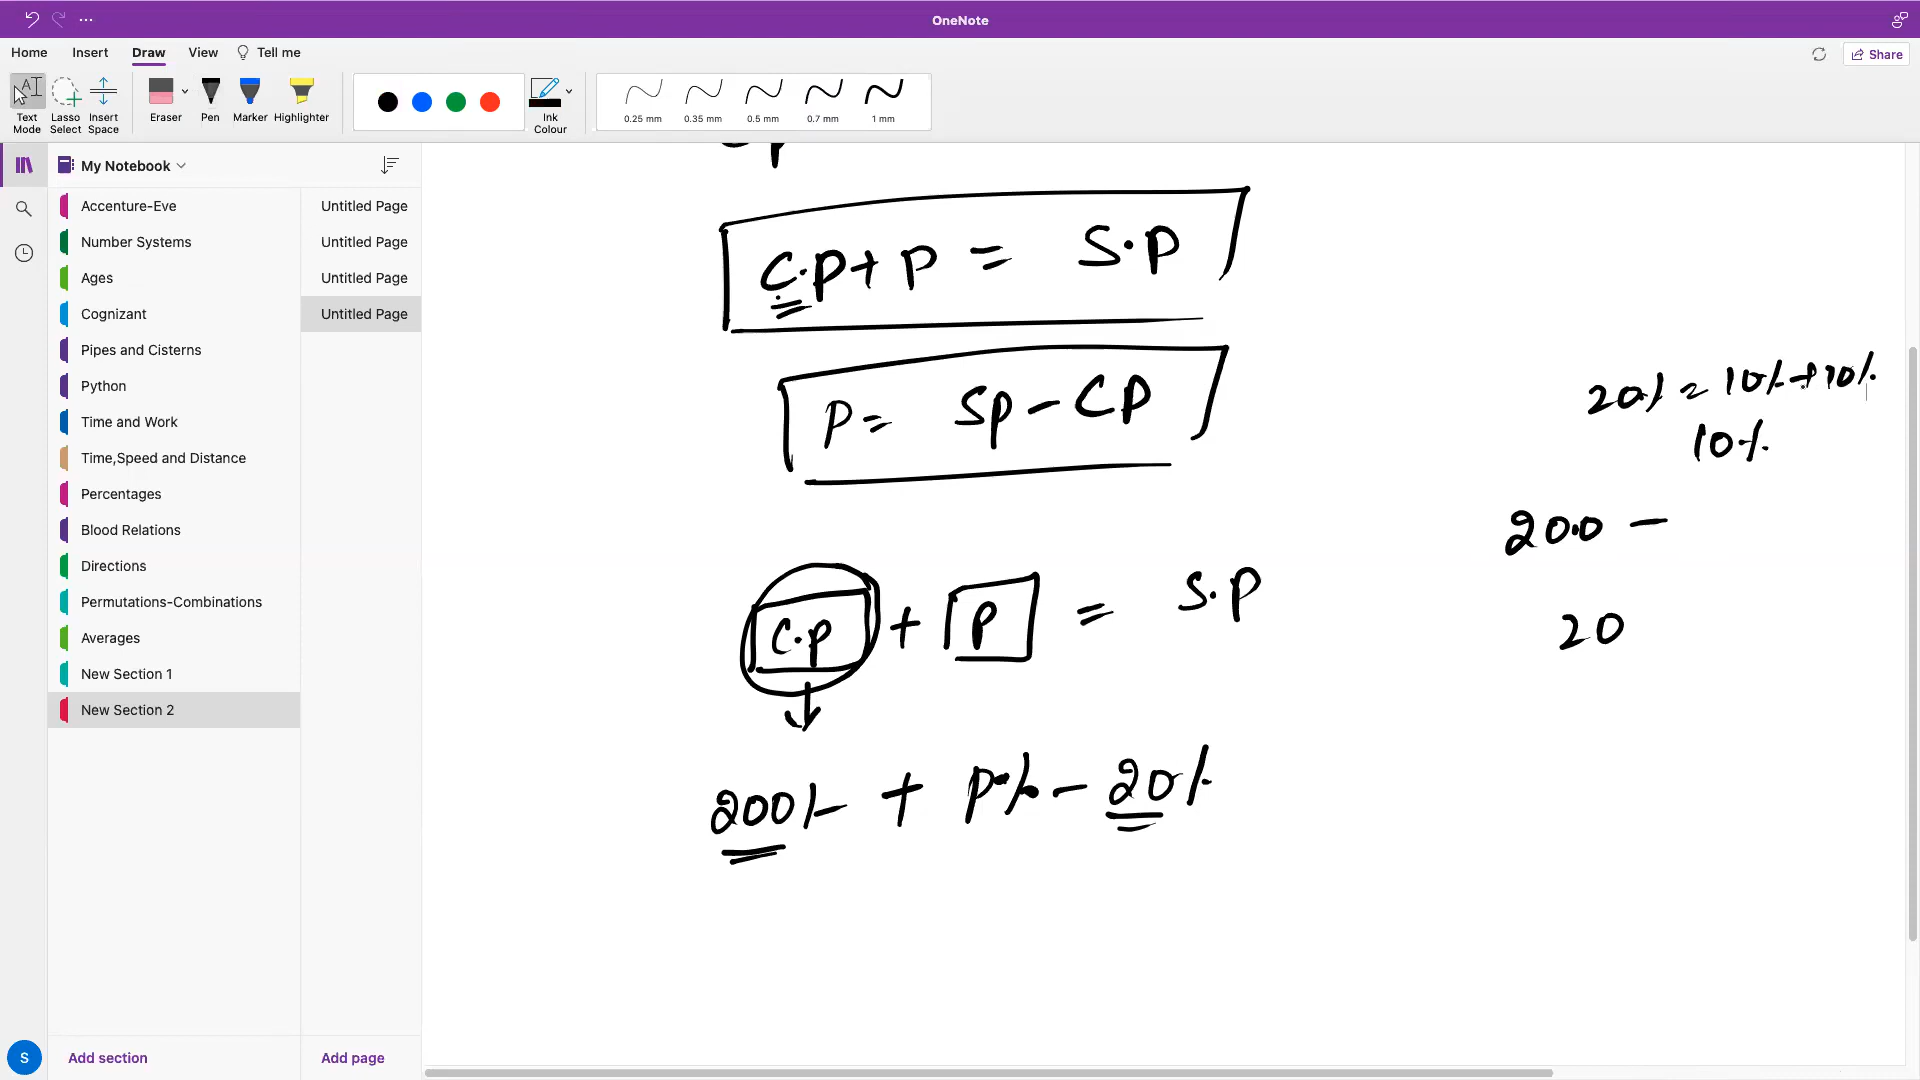 OneNote
Home Insert Draw View Tell me
Share
Text Mode
Lasso Select
Insert Space
Eraser
Pen
Marker
Highlighter
Ink Colour
0.25 mm
0.35 mm
0.5 mm
0.7 mm
1 mm
My Notebook
Accenture-Eve
Number Systems
Ages
Cognizant
Pipes and Cisterns
Python
Time and Work
Time,Speed and Distance
Percentages
Blood Relations
Directions
Permutations-Combinations
Averages
New Section 1
New Section 2
Add section
S
Untitled Page
Untitled Page
Untitled Page
Untitled Page
Add page
C.P + P = S.P
P = SP - CP
20% = 10% + 10%
10%
20.0 -
20
C.P + P = S.P
200/- + P% - 20%